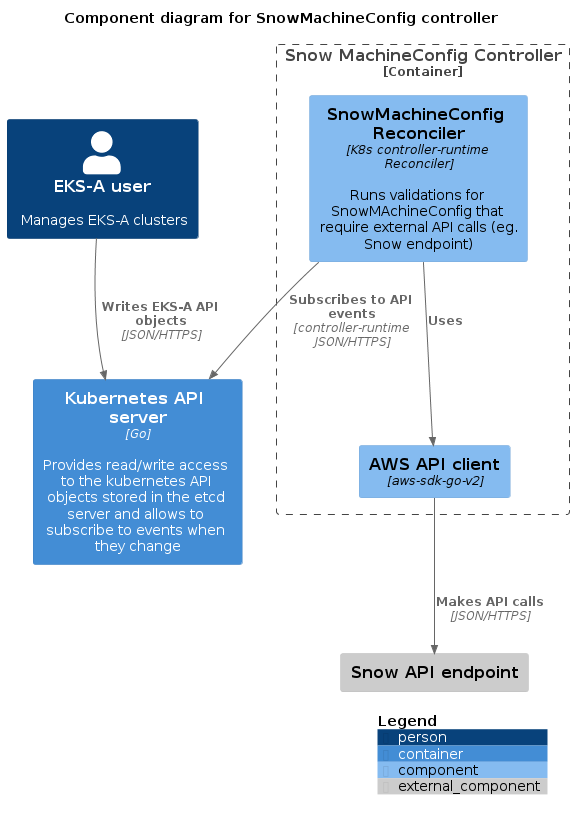 Component diagram for SnowMachineConfig controller
Snow MachineConfig Controller
[Container]
SnowMachineConfig
Reconciler
[K8s controller-runtime
Reconciler]
Runs validations for
SnowMAchineConfig that
require external API calls (eg.
Snow endpoint)
EKS-A user
Manages EKS-A clusters
Writes EKS-A API
objects
[JSON/HTTPS]
Subscribes to API
events
[controller-runtime
JSON/HTTPS]
Uses
Kubernetes API
server
[Go]
Provides read/write access
to the kubernetes API
objects stored in the etcd
server and allows to
subscribe to events when
they change
AWS API client
[aws-sdk-go-v2]
Makes API calls
[JSON/HTTPS]
Snow API endpoint
Legend
person
container
component
external_component